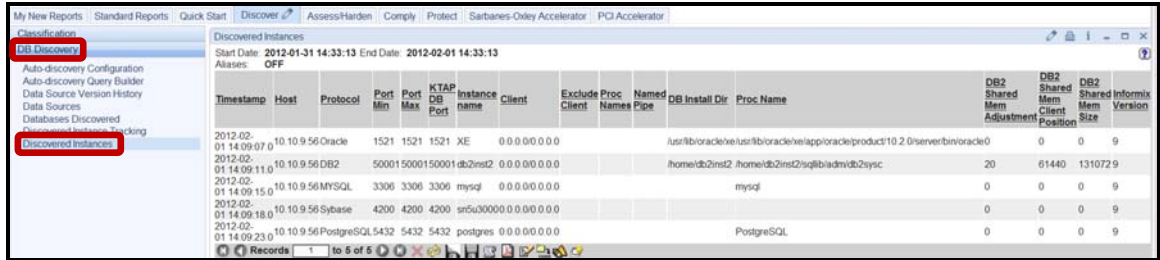 My New Reports Standard Reports Quick Start Discover Assess/Harden Comply Protect Sarbanes-Oxley Accelerator PCI Accelerator
Classification
DB Discovery
Auto-discovery Configuration
Auto-discovery Query Builder
Data Source Version History
Data Sources
Databases Discovered
Discovered Instance Tracking
Discovered Instances
Discovered Instances
Start Date: 2012-01-31 14:33:13 End Date: 2012-02-01 14:33:13
Aliases: OFF
Timestamp Host Protocol Port Min Port Max KTAP DB Port Instance name Client Exclude Client Proc Names Named Pipe DB Install Dir Proc Name DB2 Shared Mem Adjustment DB2 Shared Mem Client Position DB2 Shared Mem Size Informix Version
2012-02-01 14:09:07.0 10.10.9.56 Oracle 1521 1521 1521 XE 0.0.0.0/0.0.0.0 /usr/lib/oracle/xe /usr/lib/oracle/xe/app/oracle/product/10.2.0/server/bin/oracle 0 0 0 9
2012-02-01 14:09:11.0 10.10.9.56 DB2 50001 50001 50001 db2inst2 0.0.0.0/0.0.0.0 /home/db2inst2 /home/db2inst2/sqllib/adm/db2sysc 20 61440 131072 9
2012-02-01 14:09:15.0 10.10.9.56 MYSQL 3306 3306 3306 mysql 0.0.0.0/0.0.0.0 mysql 0 0 0 9
2012-02-01 14:09:18.0 10.10.9.56 Sybase 4200 4200 4200 sn5u30000 0.0.0.0/0.0.0.0 0 0 0 9
2012-02-01 14:09:23.0 10.10.9.56 PostgreSQL 5432 5432 5432 postgres 0.0.0.0/0.0.0.0 PostgreSQL 0 0 0 9
Records 1 to 5 of 5